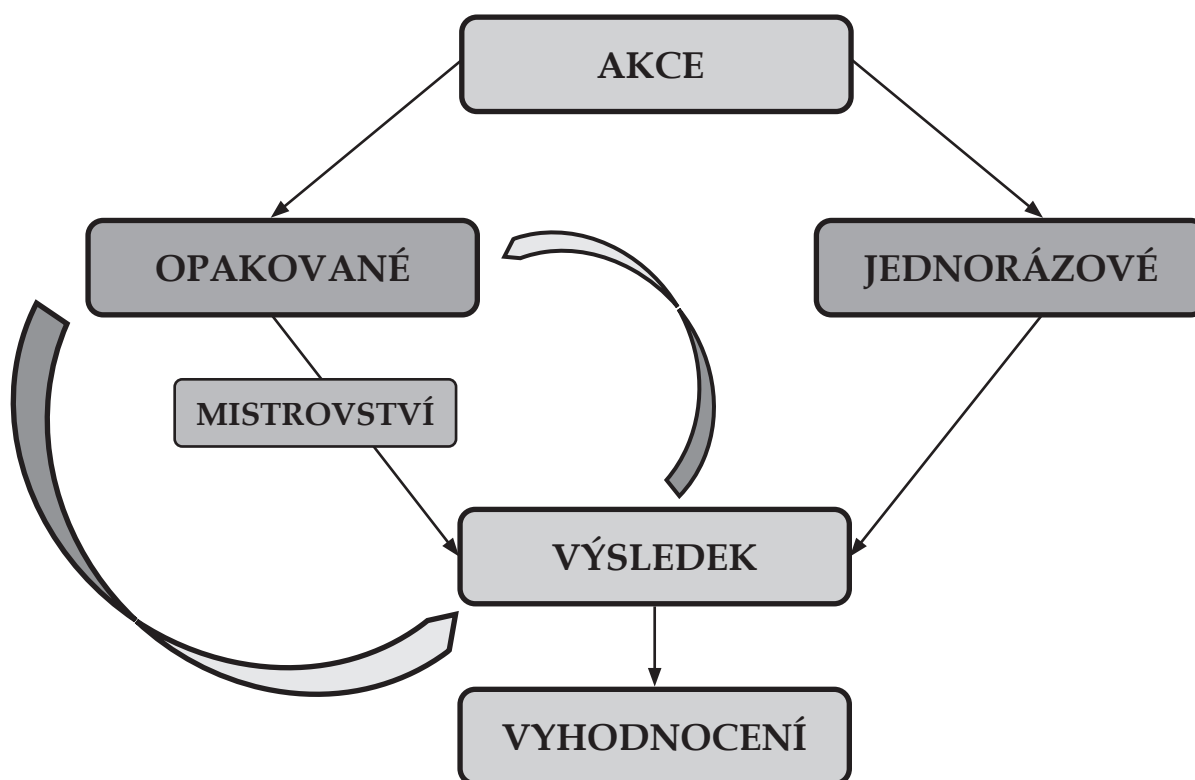 AKCE
OPAKOVANÉ
JEDNORÁZOVÉ
MISTROVSTVÍ
VÝSLEDEK
VYHODNOCENÍ